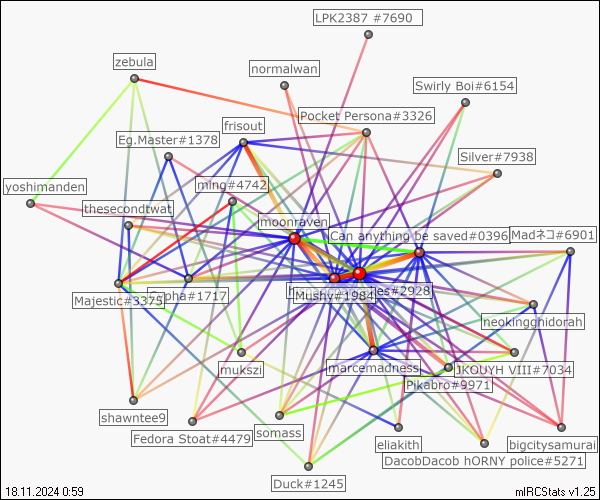 LPK2387 #7690
zebula
normalwan
Swirly Boi#6154
Pocket Persona#3326
frisout
Eg.Master#1378
Silver#7938
ming#4742
yoshimanden
thesecondtwat
moonraven
Can anything be saved#0396
Madネコ#6901
#2928
Mushy#1984
Majestic#3375
#1717
neokingghidorah
mukszi
marcemadness
JKOUYH VIII#7034
Pikabro#9971
shawntee9
Fedora Stoat#4479
somass
eliakith
bigcitysamurai
DacobDacob hORNY police#5271
Duck#1245
18.11.2024 0:59
mIRCStats v1.25